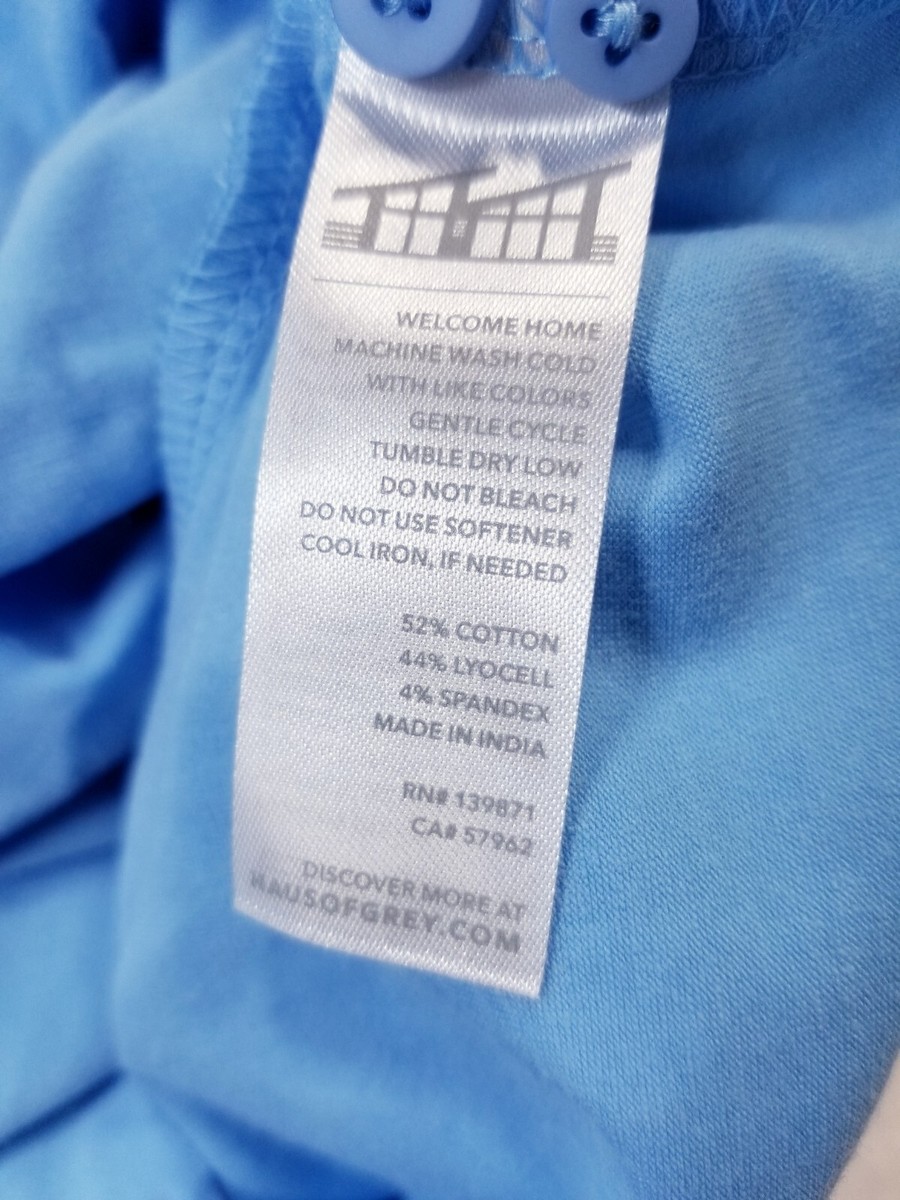 WELCOME HOME
MACHINE WASH COLD
WITH LIKE COLORS
GENTLE CYCLE
TUMBLE DRY LOW
DO NOT BLEACH
DO NOT USE SOFTENER
COOL IRON, IF NEEDED
52% COTTON
44% LYOCELL
4% SPANDEX
MADE IN INDIA
RN# 139871
CA# 57962
DISCOVER MORE AT
HAUSOFGREY.COM